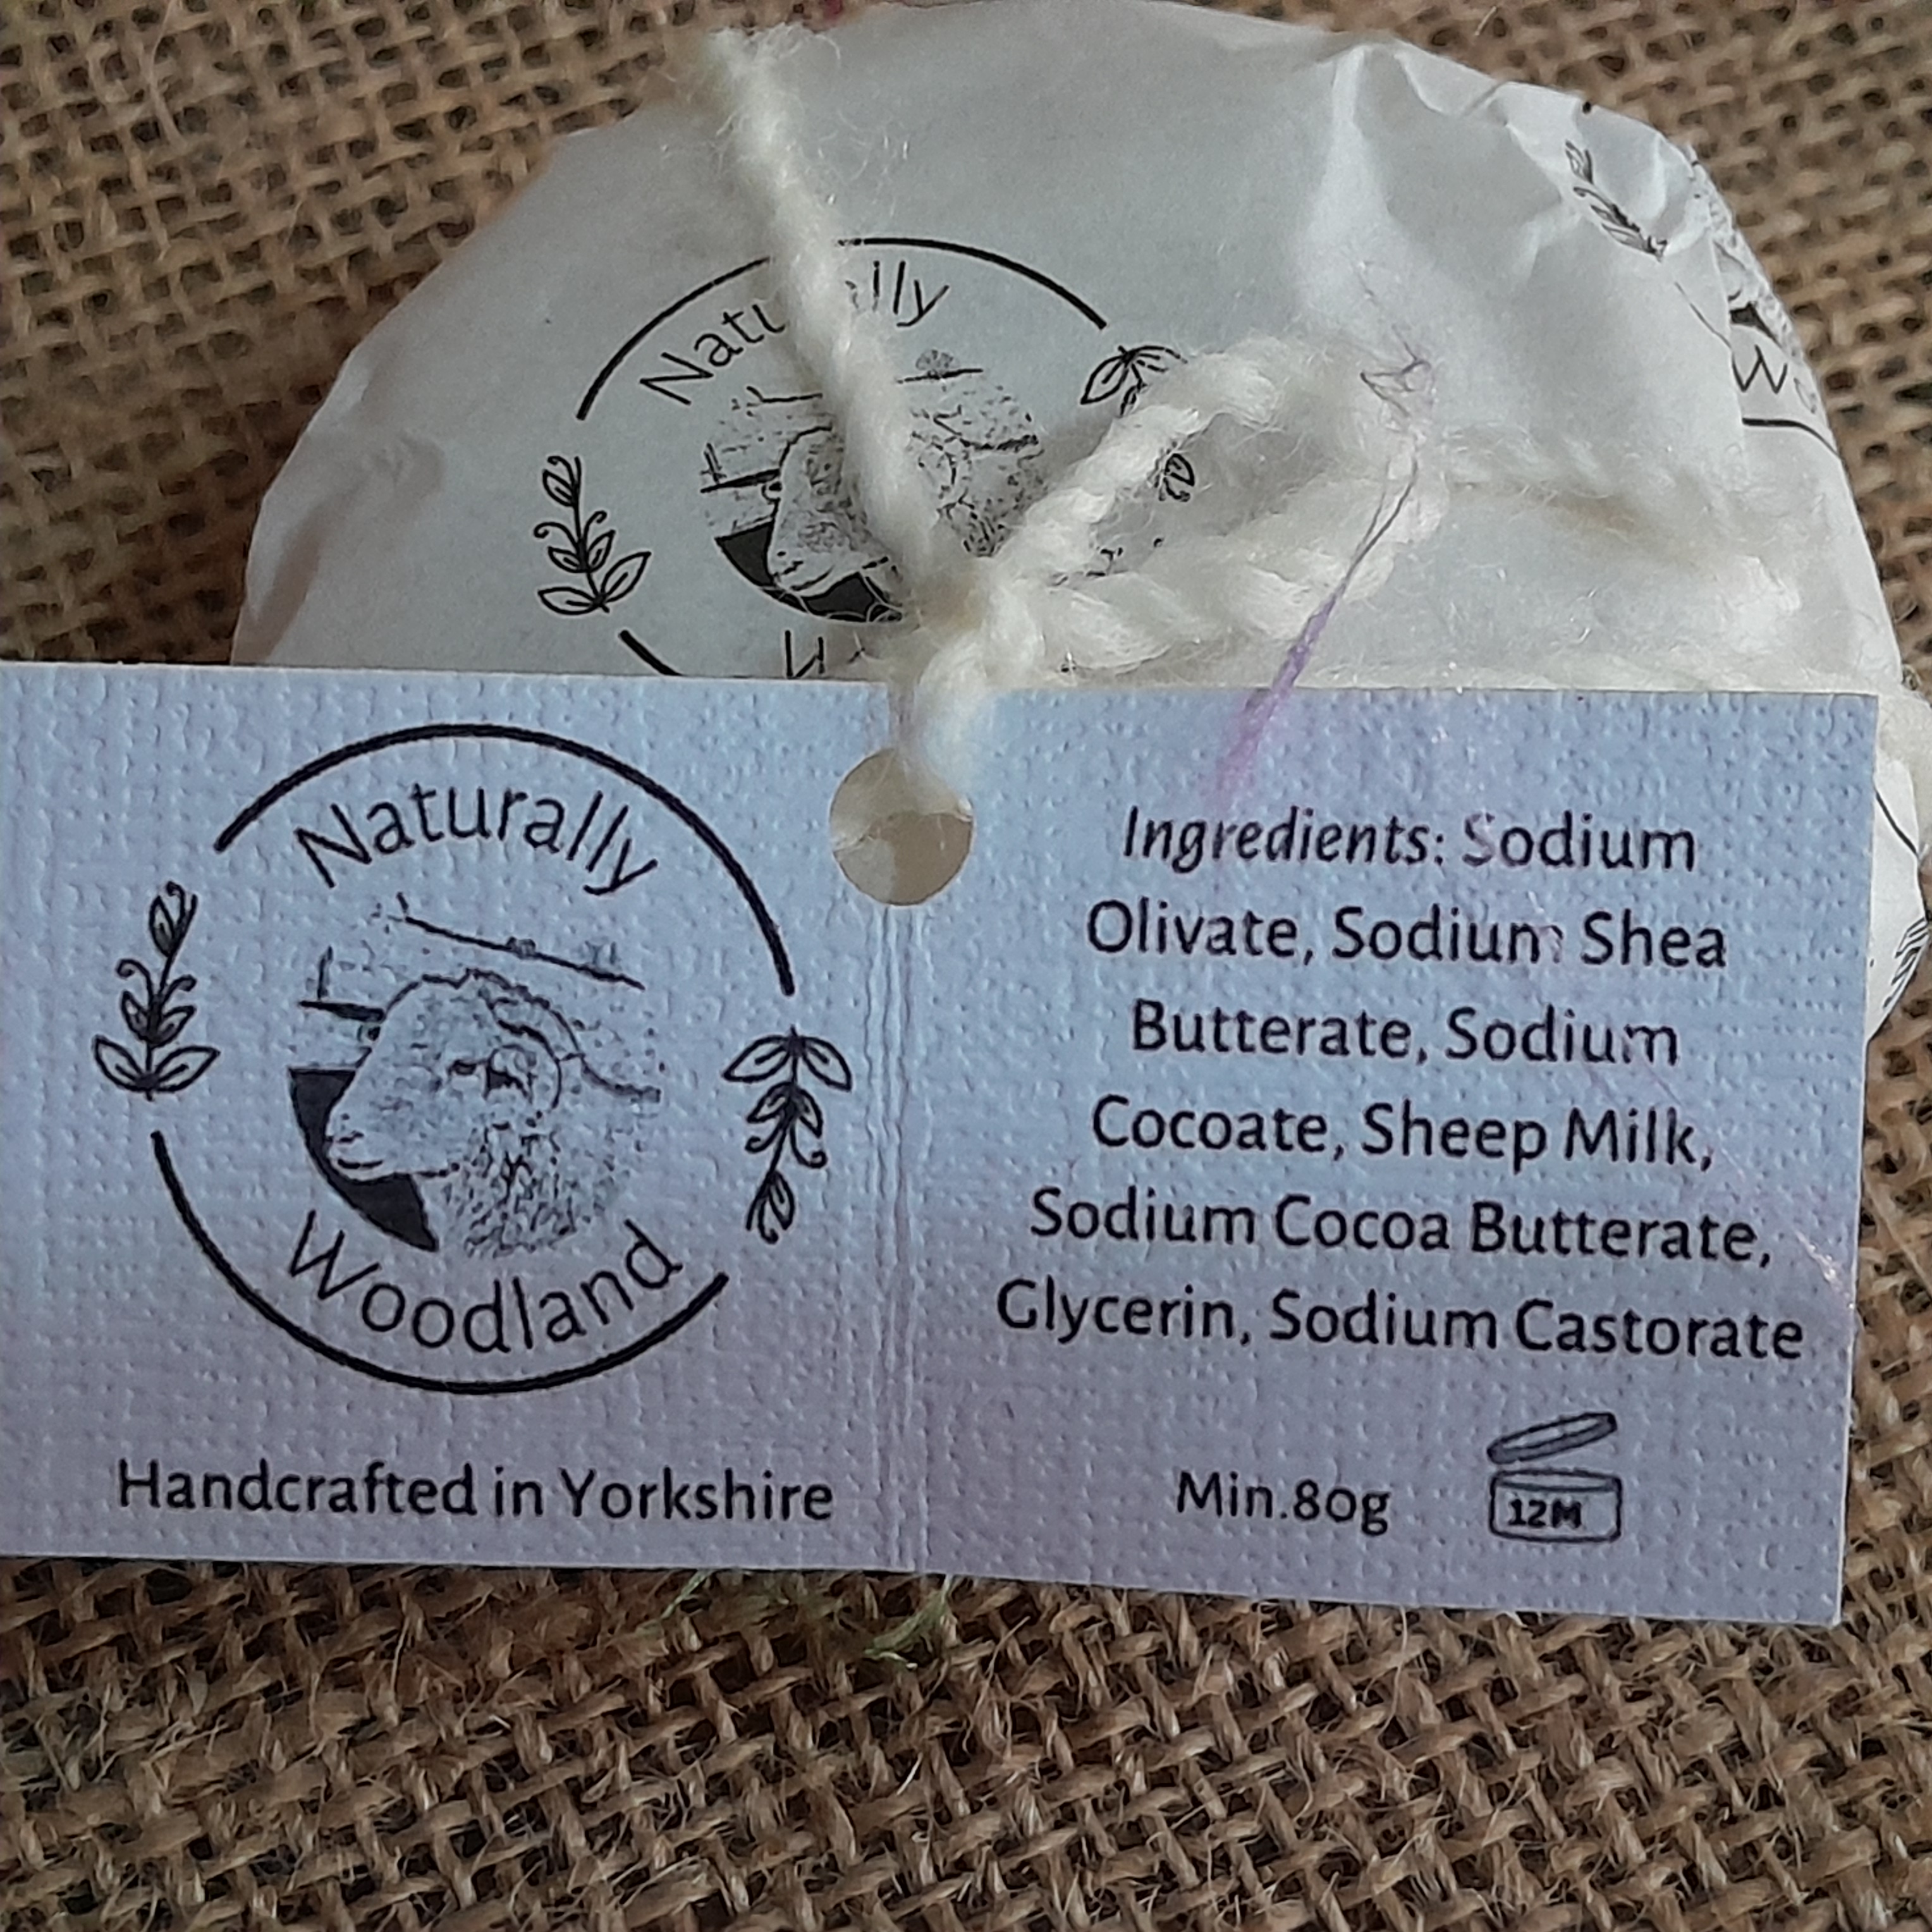 Naturally
Naturally
Woodland
Handcrafted in Yorkshire
Ingredients: Sodium
Olivate, Sodium Shea
Butterate, Sodium
Cocoate, Sheep Milk,
Sodium Cocoa Butterate,
Glycerin, Sodium Castorate
Min.80g
12M